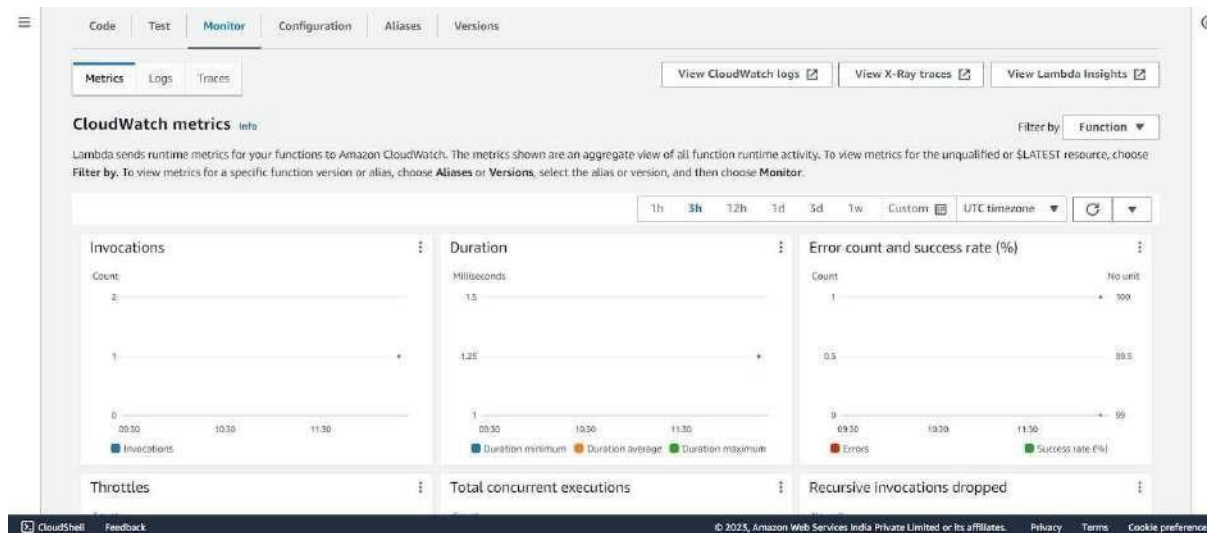 Code Test Monitor Configuration Aliases Versions
Metrics Logs Traces View CloudWatch logs View X-Ray traces View Lambda Insights
CloudWatch metrics Info Filter by Function
Lambda sends runtime metrics for your functions to Amazon CloudWatch. The metrics shown are an aggregate view of all function runtime activity. To view metrics for the unqualified or $LATEST resource, choose
Filter by. To view metrics for a specific function version or alias, choose Aliases or Versions, select the alias or version, and then choose Monitor.
1h 3h 12h 1d 3d 1w Custom UTC timezone
Invocations
Count
2
1
0
09:30 10:30 11:30
Invocations
Duration
Milliseconds
1.5
1.25
1
09:30 10:30 11:30
Duration minimum Duration average Duration maximum
Error count and success rate (%)
Count No unit
1 100
0.5 99.5
0 99
09:30 10:30 11:30
Errors Success rate (%)
Throttles Total concurrent executions Recursive invocations dropped
CloudShell Feedback © 2023, Amazon Web Services India Private Limited or its affiliates. Privacy Terms Cookie preference